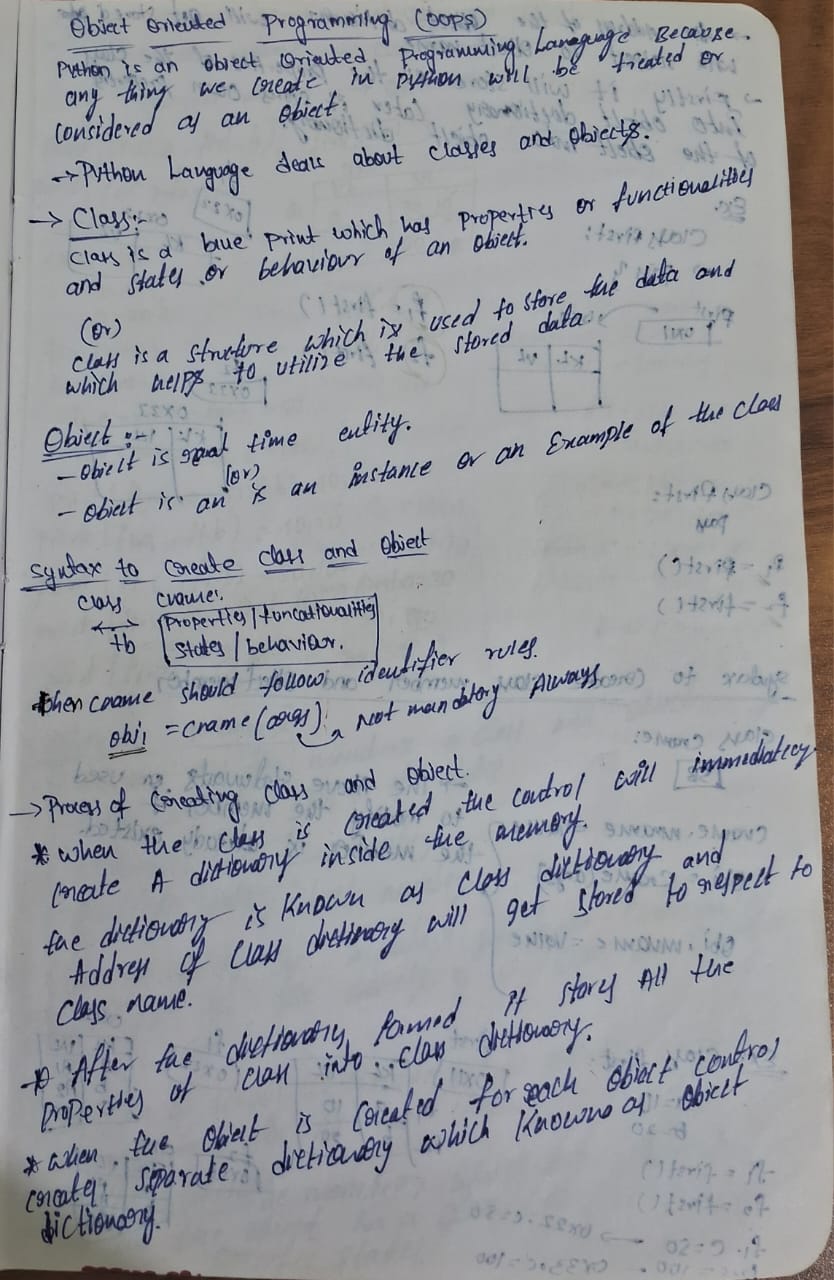 Object oriented Programming (OOPS)
Python is an object oriented Programming Language Because.
any thing we create in Python will be treated or
considered as an object.
→ Python Language deals about classes and objects.
→ Class:-
Class is a blue print which has Properties or functionalities
and states or behaviour of an object.
(or)
Class is a structure which is used to store the data and
which helps to utilize the stored data.
Object :-
- Object is real time entity.
(or)
- Object is an is an instance or an Example of the class
Syntax to create class and Object
Class cname:
↔ Properties/functionalities
tb States / behaviour.
* cname should follow identifier rules.
obj1 = cname (args) → Not mandatory Always
→ Process of creating class and object.
* when the class is created, the control will immediately
create A dictionary inside the memory.
the dictionary is Known as class dictionary and
Address of class dictionary will get stored to respect to
class name.
→ After the dictionary formed it stores All the
properties of class into class dictionary.
* when the object is created for each object control
creates separate dictionary which Known as object
dictionary.